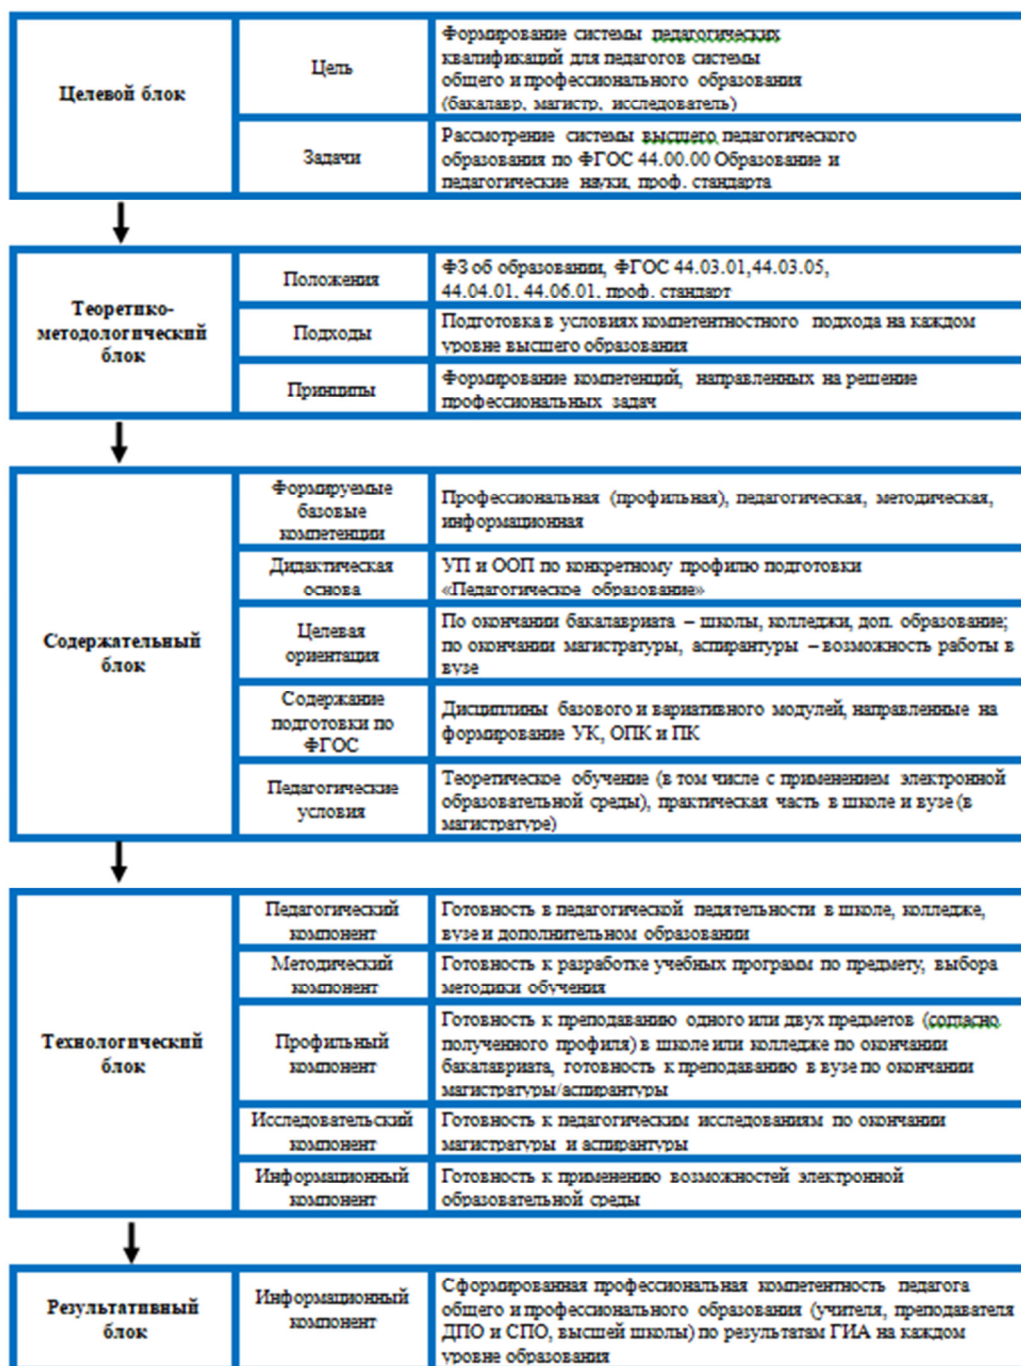 Целевой блок
Цель
Формирование системы педагогических
квалификаций для педагогов системы
общего и профессионального образования
(бакалавр, магистр, исследователь)
Задачи
Рассмотрение системы высшего педагогического
образования по ФГОС 44.00.00 Образование и
педагогические науки, проф. стандарта
Теоретико-
методологический
блок
Положения
ФЗ об образовании, ФГОС 44.03.01,44.03.05,
44.04.01, 44.06.01, проф. стандарт
Подходы
Подготовка в условиях компетентностного подхода на каждом
уровне высшего образования
Принципы
Формирование компетенций, направленных на решение
профессиональных задач
Содержательный
блок
Формируемые
базовые
компетенции
Профессиональная (профильная), педагогическая, методическая,
информационная
Дидактическая
основа
УП и ООП по конкретному профилю подготовки
«Педагогическое образование»
Целевая
ориентация
По окончании бакалавриата – школы, колледжи, доп. образование;
по окончании магистратуры, аспирантуры – возможность работы в
вузе
Содержание
подготовки по
ФГОС
Дисциплины базового и вариативного модулей, направленные на
формирование УК, ОПК и ПК
Педагогические
условия
Теоретическое обучение (в том числе с применением электронной
образовательной среды), практическая часть в школе и вузе (в
магистратуре)
Технологический
блок
Педагогический
компонент
Готовность в педагогической педятельности в школе, колледже,
вузе и дополнительном образовании
Методический
компонент
Готовность к разработке учебных программ по предмету, выбора
методики обучения
Профильный
компонент
Готовность к преподаванию одного или двух предметов (согласно
полученного профиля) в школе или колледже по окончании
бакалавриата, готовность к преподаванию в вузе по окончании
магистратуры/аспирантуры
Исследовательский
компонент
Готовность к педагогическим исследованиям по окончании
магистратуры и аспирантуры
Информационный
компонент
Готовность к применению возможностей электронной
образовательной среды
Результативный
блок
Информационный
компонент
Сформированная профессиональная компетентность педагога
общего и профессионального образования (учителя, преподавателя
ДПО и СПО, высшей школы) по результатам ГИА на каждом
уровне образования